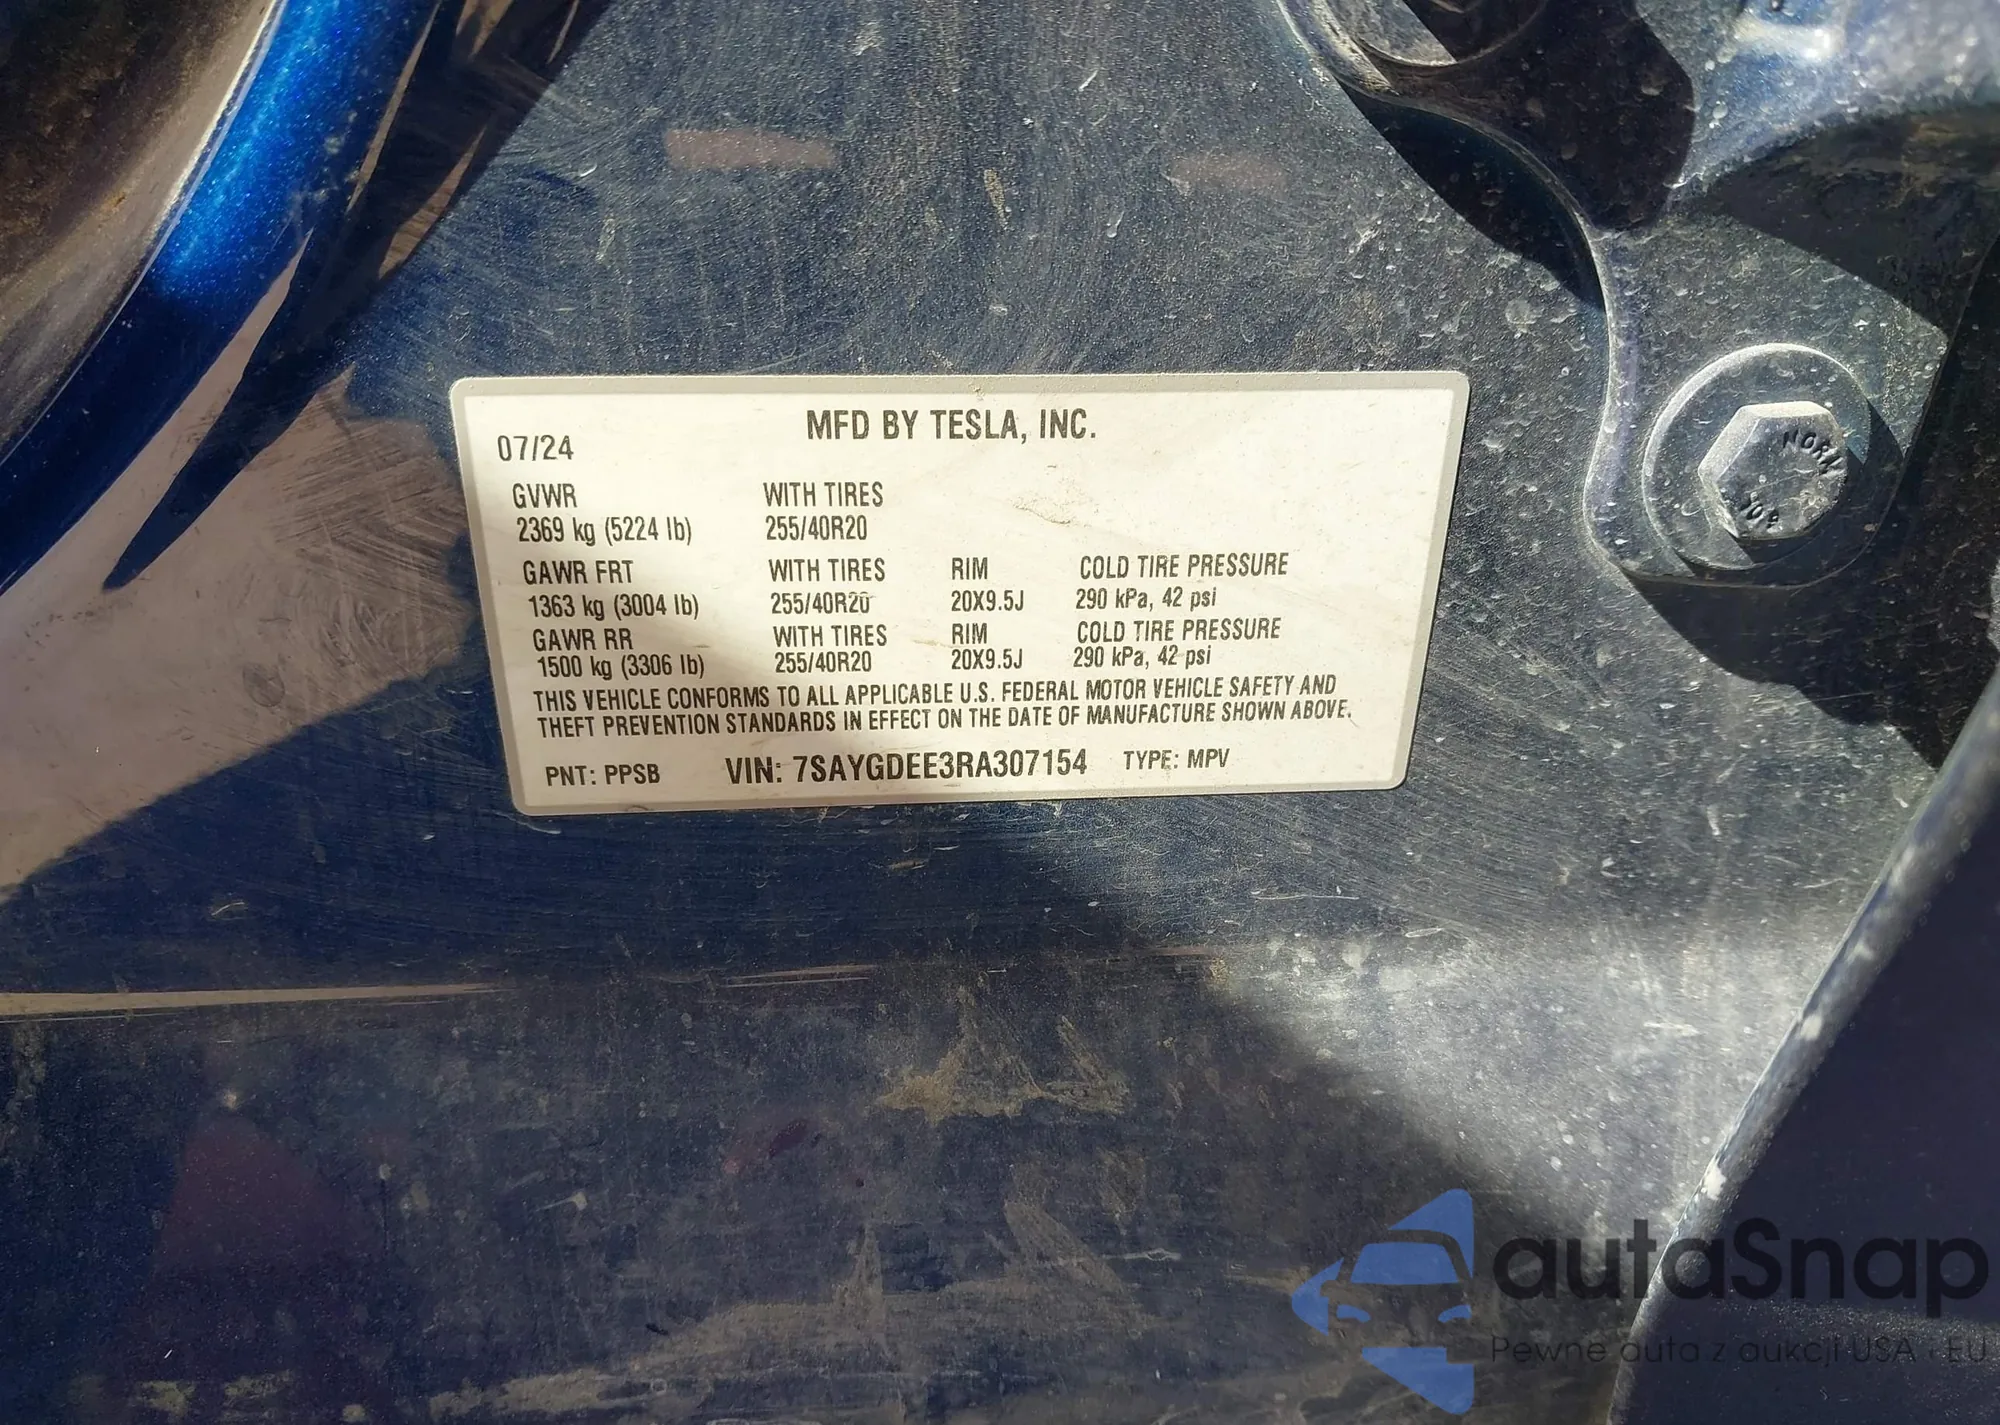 MFD BY TESLA, INC.
07/24
GVWR WITH TIRES
2369 kg (5224 lb) 255/40R20
GAWR FRT WITH TIRES RIM COLD TIRE PRESSURE
1363 kg (3004 lb) 255/40R20 20X9.5J 290 kPa, 42 psi
GAWR RR WITH TIRES RIM COLD TIRE PRESSURE
1500 kg (3306 lb) 255/40R20 20X9.5J 290 kPa, 42 psi
THIS VEHICLE CONFORMS TO ALL APPLICABLE U.S. FEDERAL MOTOR VEHICLE SAFETY AND
THEFT PREVENTION STANDARDS IN EFFECT ON THE DATE OF MANUFACTURE SHOWN ABOVE.
PNT: PPSB VIN: 7SAYGDEE3RA307154 TYPE: MPV
NORM
autaSnap
Pewne auta z aukcji USA i EU